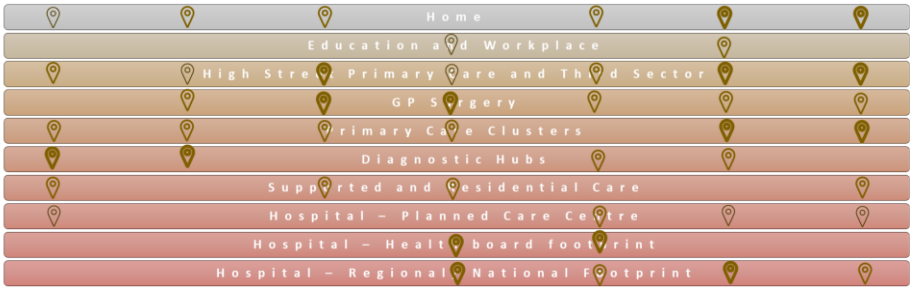 Home
Education and Workplace
High Street Primary Care and Third Sector
GP Surgery
Primary Care Clusters
Diagnostic Hubs
Supported and Residential Care
Hospital – Planned Care Centre
Hospital – Health board footprint
Hospital – Regional National Footprint